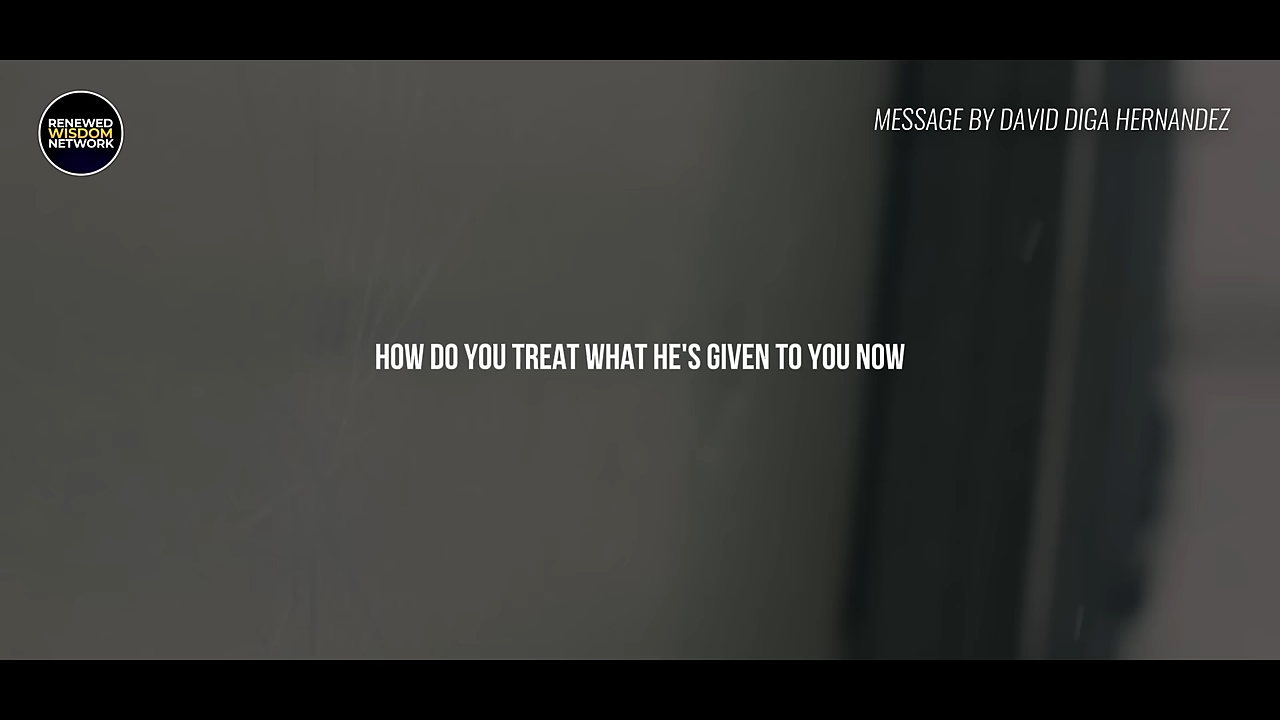 RENEWED
WISDOM
NETWORK
MESSAGE BY DAVID DIGA HERNANDEZ
HOW DO YOU TREAT WHAT HE'S GIVEN TO YOU NOW